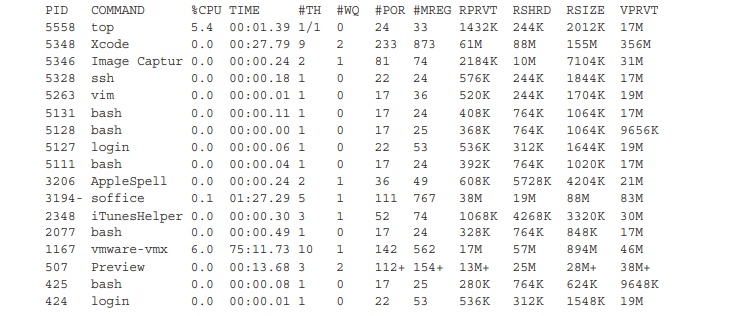 PID COMMAND %CPU TIME #TH #WQ #POR #MREG RPRVT RSHRD RSIZE VPRVT
5558 top 5.4 00:01.39 1/1 0 24 33 1432K 244K 2012K 17M
5348 Xcode 0.0 00:27.79 9 2 233 873 61M 88M 155M 356M
5346 Image Captur 0.0 00:00.24 2 1 81 74 2184K 10M 7104K 31M
5328 ssh 0.0 00:00.18 1 0 22 24 576K 244K 1844K 17M
5263 vim 0.0 00:00.01 1 0 17 36 520K 244K 1704K 19M
5131 bash 0.0 00:00.11 1 0 17 24 408K 764K 1064K 17M
5128 bash 0.0 00:00.00 1 0 17 25 368K 764K 1064K 9656K
5127 login 0.0 00:00.06 1 0 22 53 536K 312K 1644K 19M
5111 bash 0.0 00:00.04 1 0 17 24 392K 764K 1020K 17M
3206 AppleSpell 0.0 00:00.24 2 1 36 49 608K 5728K 4204K 21M
3194- soffice 0.1 01:27.29 5 1 111 767 38M 19M 88M 83M
2348 iTunesHelper 0.0 00:00.30 3 1 52 74 1068K 4268K 3320K 30M
2077 bash 0.0 00:00.49 1 0 17 24 328K 764K 848K 17M
1167 vmware-vmx 6.0 75:11.73 10 1 142 562 17M 57M 894M 46M
507 Preview 0.0 00:13.68 3 2 112+ 154+ 13M+ 25M 28M+ 38M+
425 bash 0.0 00:00.08 1 0 17 25 280K 764K 624K 9648K
424 login 0.0 00:00.01 1 0 22 53 536K 312K 1548K 19M